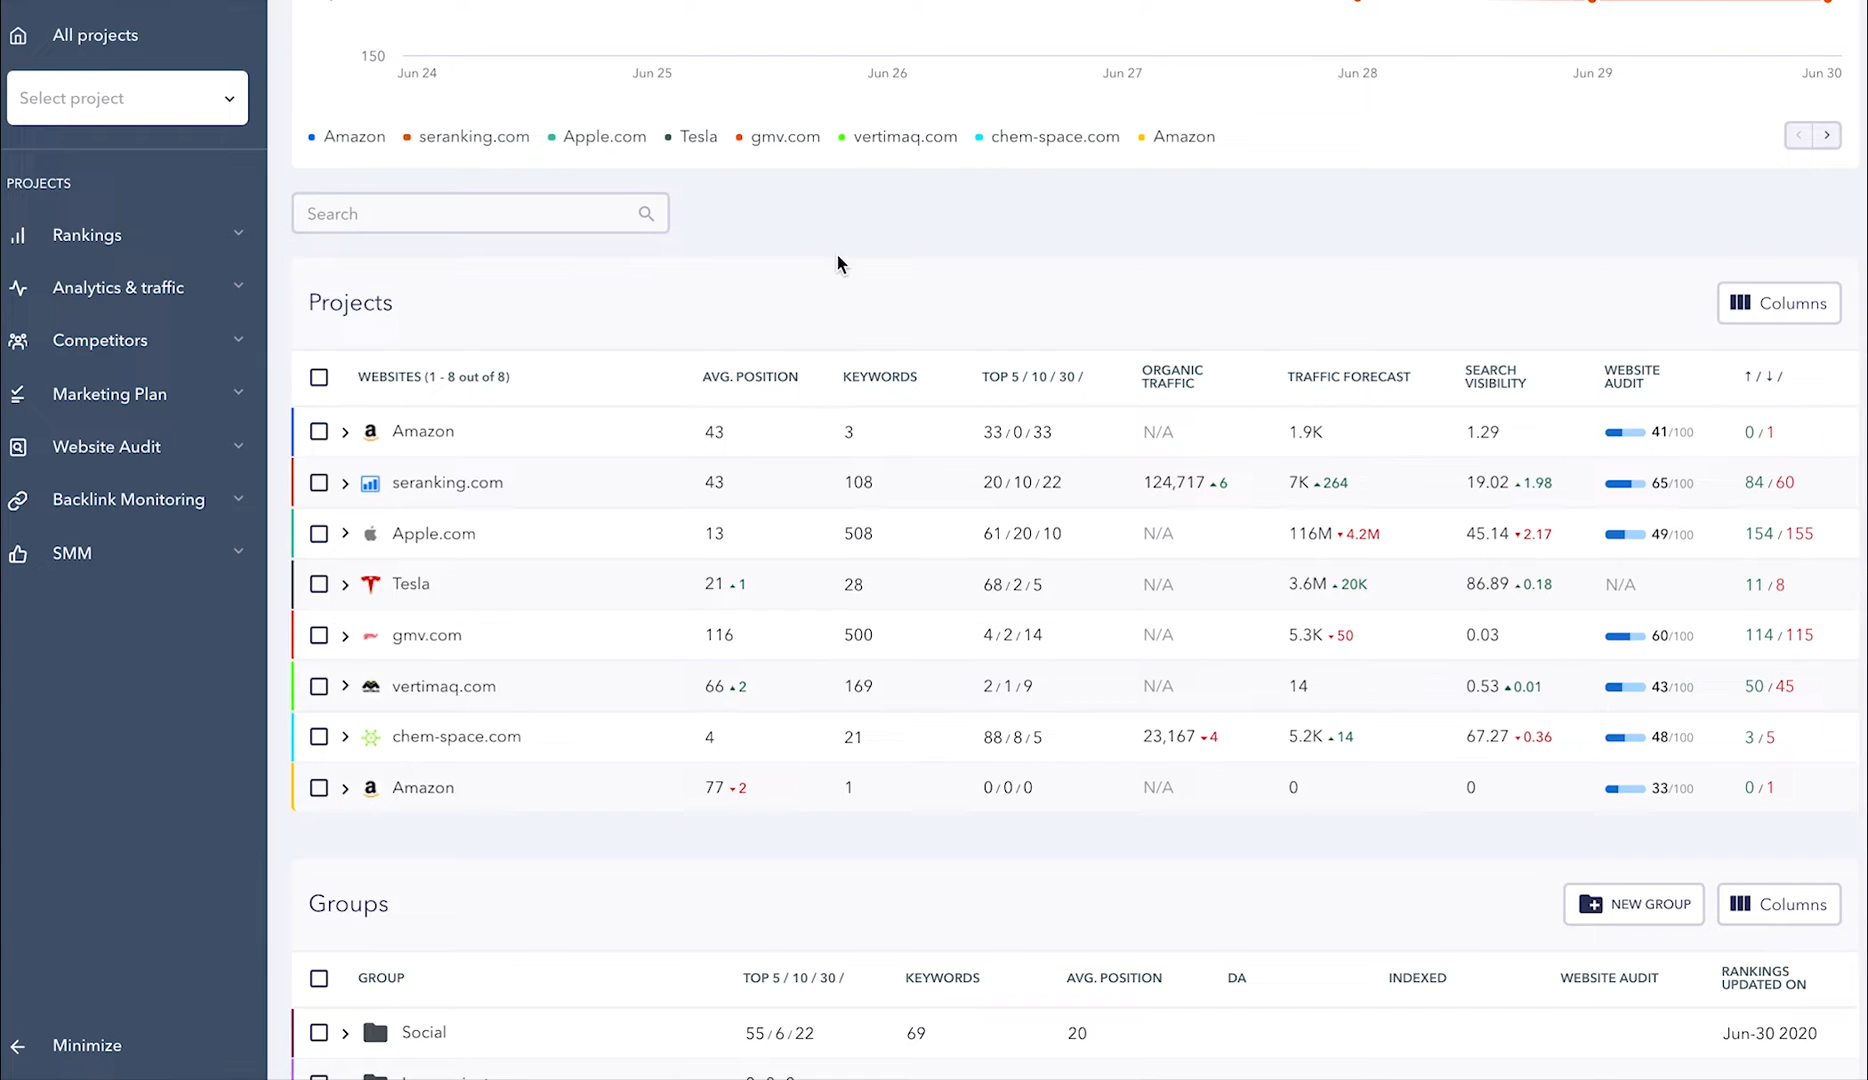 All projects
Select project
PROJECTS
Rankings
Analytics & traffic
Competitors
Marketing Plan
Website Audit
Backlink Monitoring
SMM
Minimize
150
Jun 24 Jun 25 Jun 26 Jun 27 Jun 28 Jun 29 Jun 30
Amazon seranking.com Apple.com Tesla gmv.com vertimaq.com chem-space.com Amazon
Search
Projects
Columns
WEBSITES (1 - 8 out of 8) AVG. POSITION KEYWORDS TOP 5 / 10 / 30 / ORGANIC TRAFFIC TRAFFIC FORECAST SEARCH VISIBILITY WEBSITE AUDIT ↑ / ↓ /
Amazon 43 3 33 / 0 / 33 N/A 1.9K 1.29 41/100 0 / 1
seranking.com 43 108 20 / 10 / 22 124,717 ▲6 7K ▲264 19.02 ▲1.98 65/100 84 / 60
Apple.com 13 508 61 / 20 / 10 N/A 116M ▼4.2M 45.14 ▼2.17 49/100 154 / 155
Tesla 21 ▲1 28 68 / 2 / 5 N/A 3.6M ▲20K 86.89 ▲0.18 N/A 11 / 8
gmv.com 116 500 4 / 2 / 14 N/A 5.3K ▼50 0.03 60/100 114 / 115
vertimaq.com 66 ▲2 169 2 / 1 / 9 N/A 14 0.53 ▲0.01 43/100 50 / 45
chem-space.com 4 21 88 / 8 / 5 23,167 ▼4 5.2K ▲14 67.27 ▼0.36 48/100 3 / 5
Amazon 77 ▼2 1 0 / 0 / 0 N/A 0 0 33/100 0 / 1
Groups
NEW GROUP
Columns
GROUP TOP 5 / 10 / 30 / KEYWORDS AVG. POSITION DA INDEXED WEBSITE AUDIT RANKINGS UPDATED ON
Social 55 / 6 / 22 69 20 Jun-30 2020